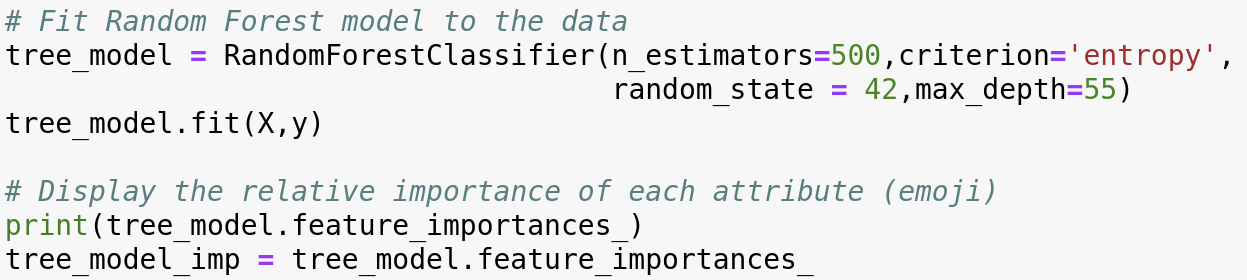 # Fit Random Forest model to the data
tree_model = RandomForestClassifier(n_estimators=500,criterion='entropy',
                                    random_state = 42,max_depth=55)
tree_model.fit(X,y)

# Display the relative importance of each attribute (emoji)
print(tree_model.feature_importances_)
tree_model_imp = tree_model.feature_importances_